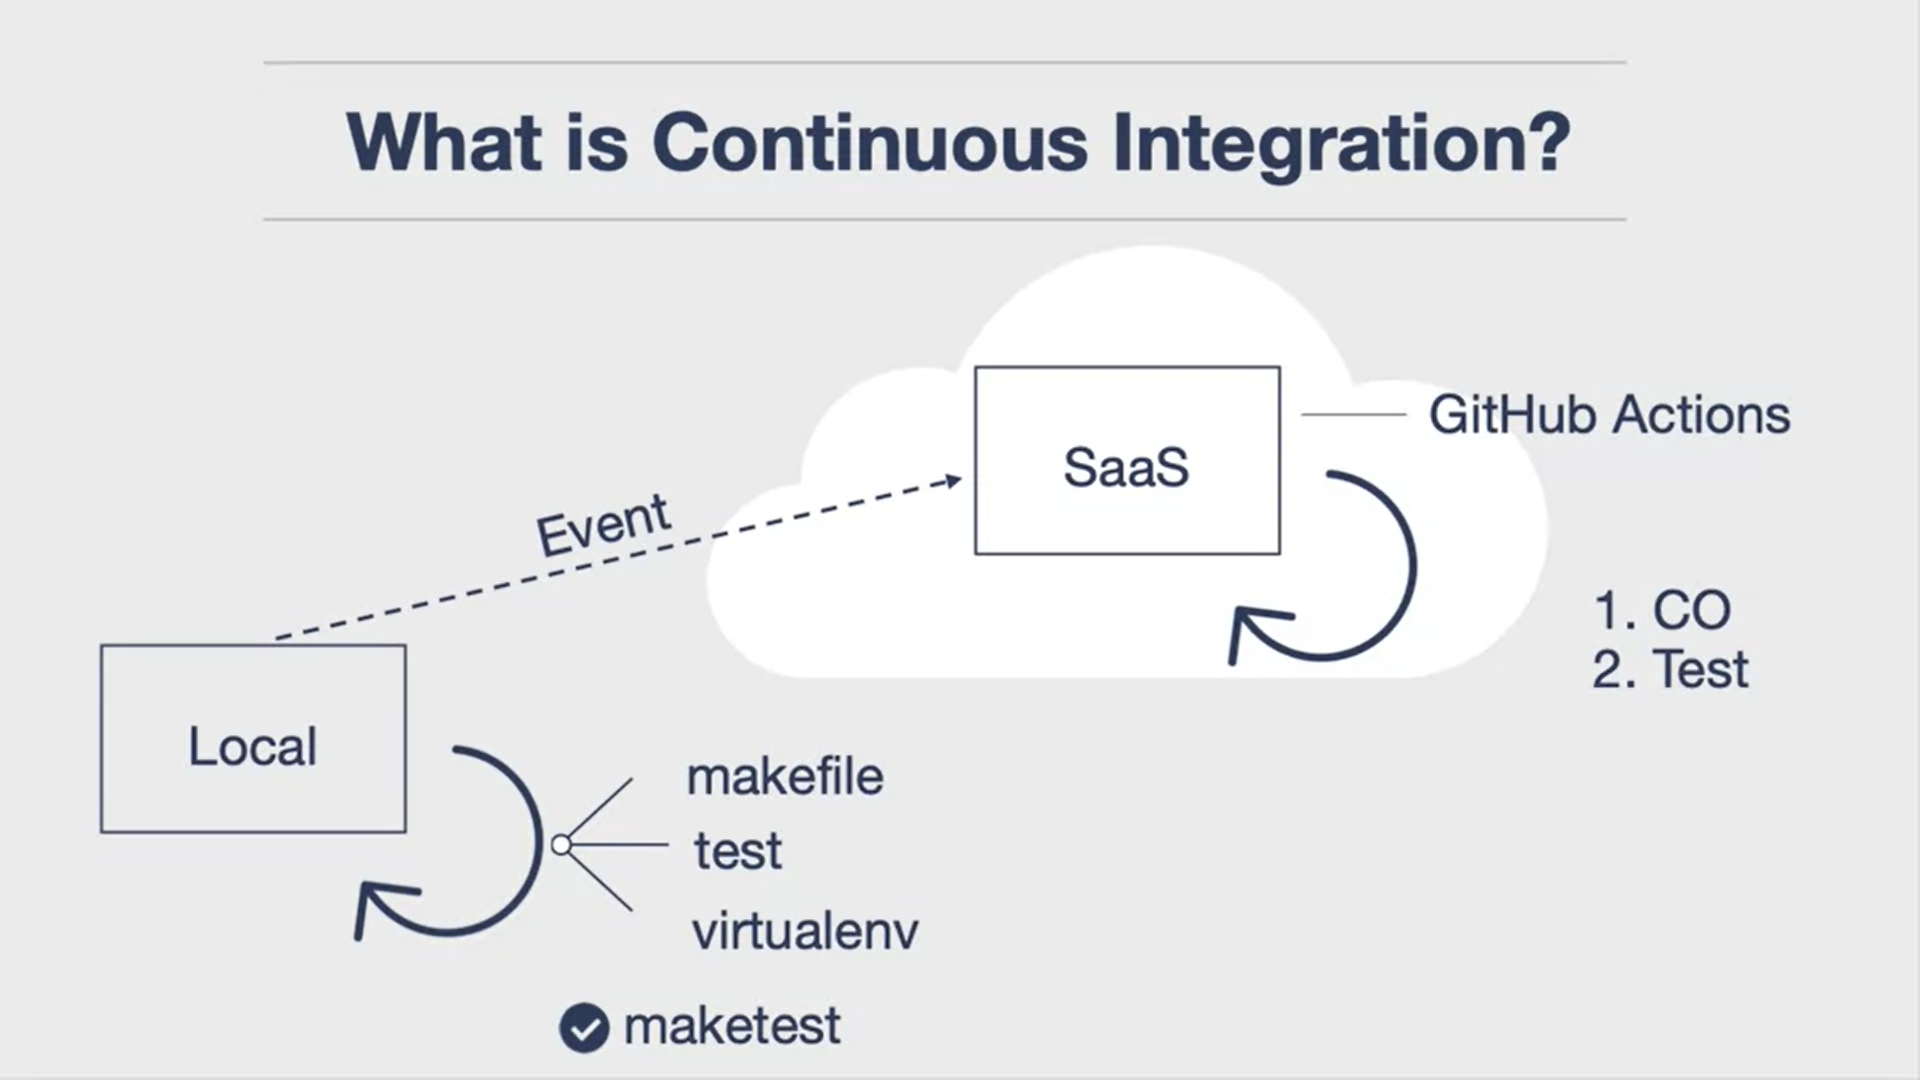 What is Continuous Integration?
SaaS
GitHub Actions
Event
1. CO
2. Test
Local
makefile
test
virtualenv
maketest